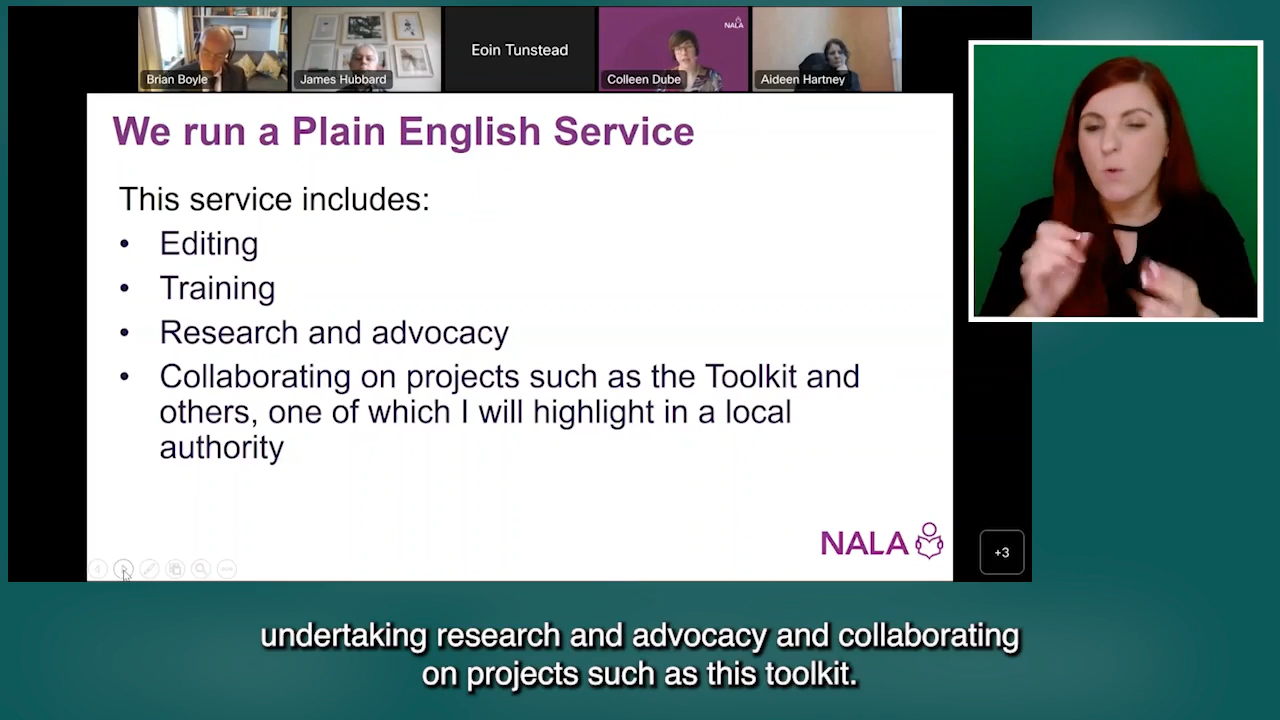 NALA
Eoin Tunstead
Brian Boyle
James Hubbard
Colleen Dube
Aideen Hartney
We run a Plain English Service
This service includes:
• Editing
• Training
• Research and advocacy
• Collaborating on projects such as the Toolkit and
others, one of which I will highlight in a local
authority
NALA
+3
undertaking research and advocacy and collaborating
on projects such as this toolkit.